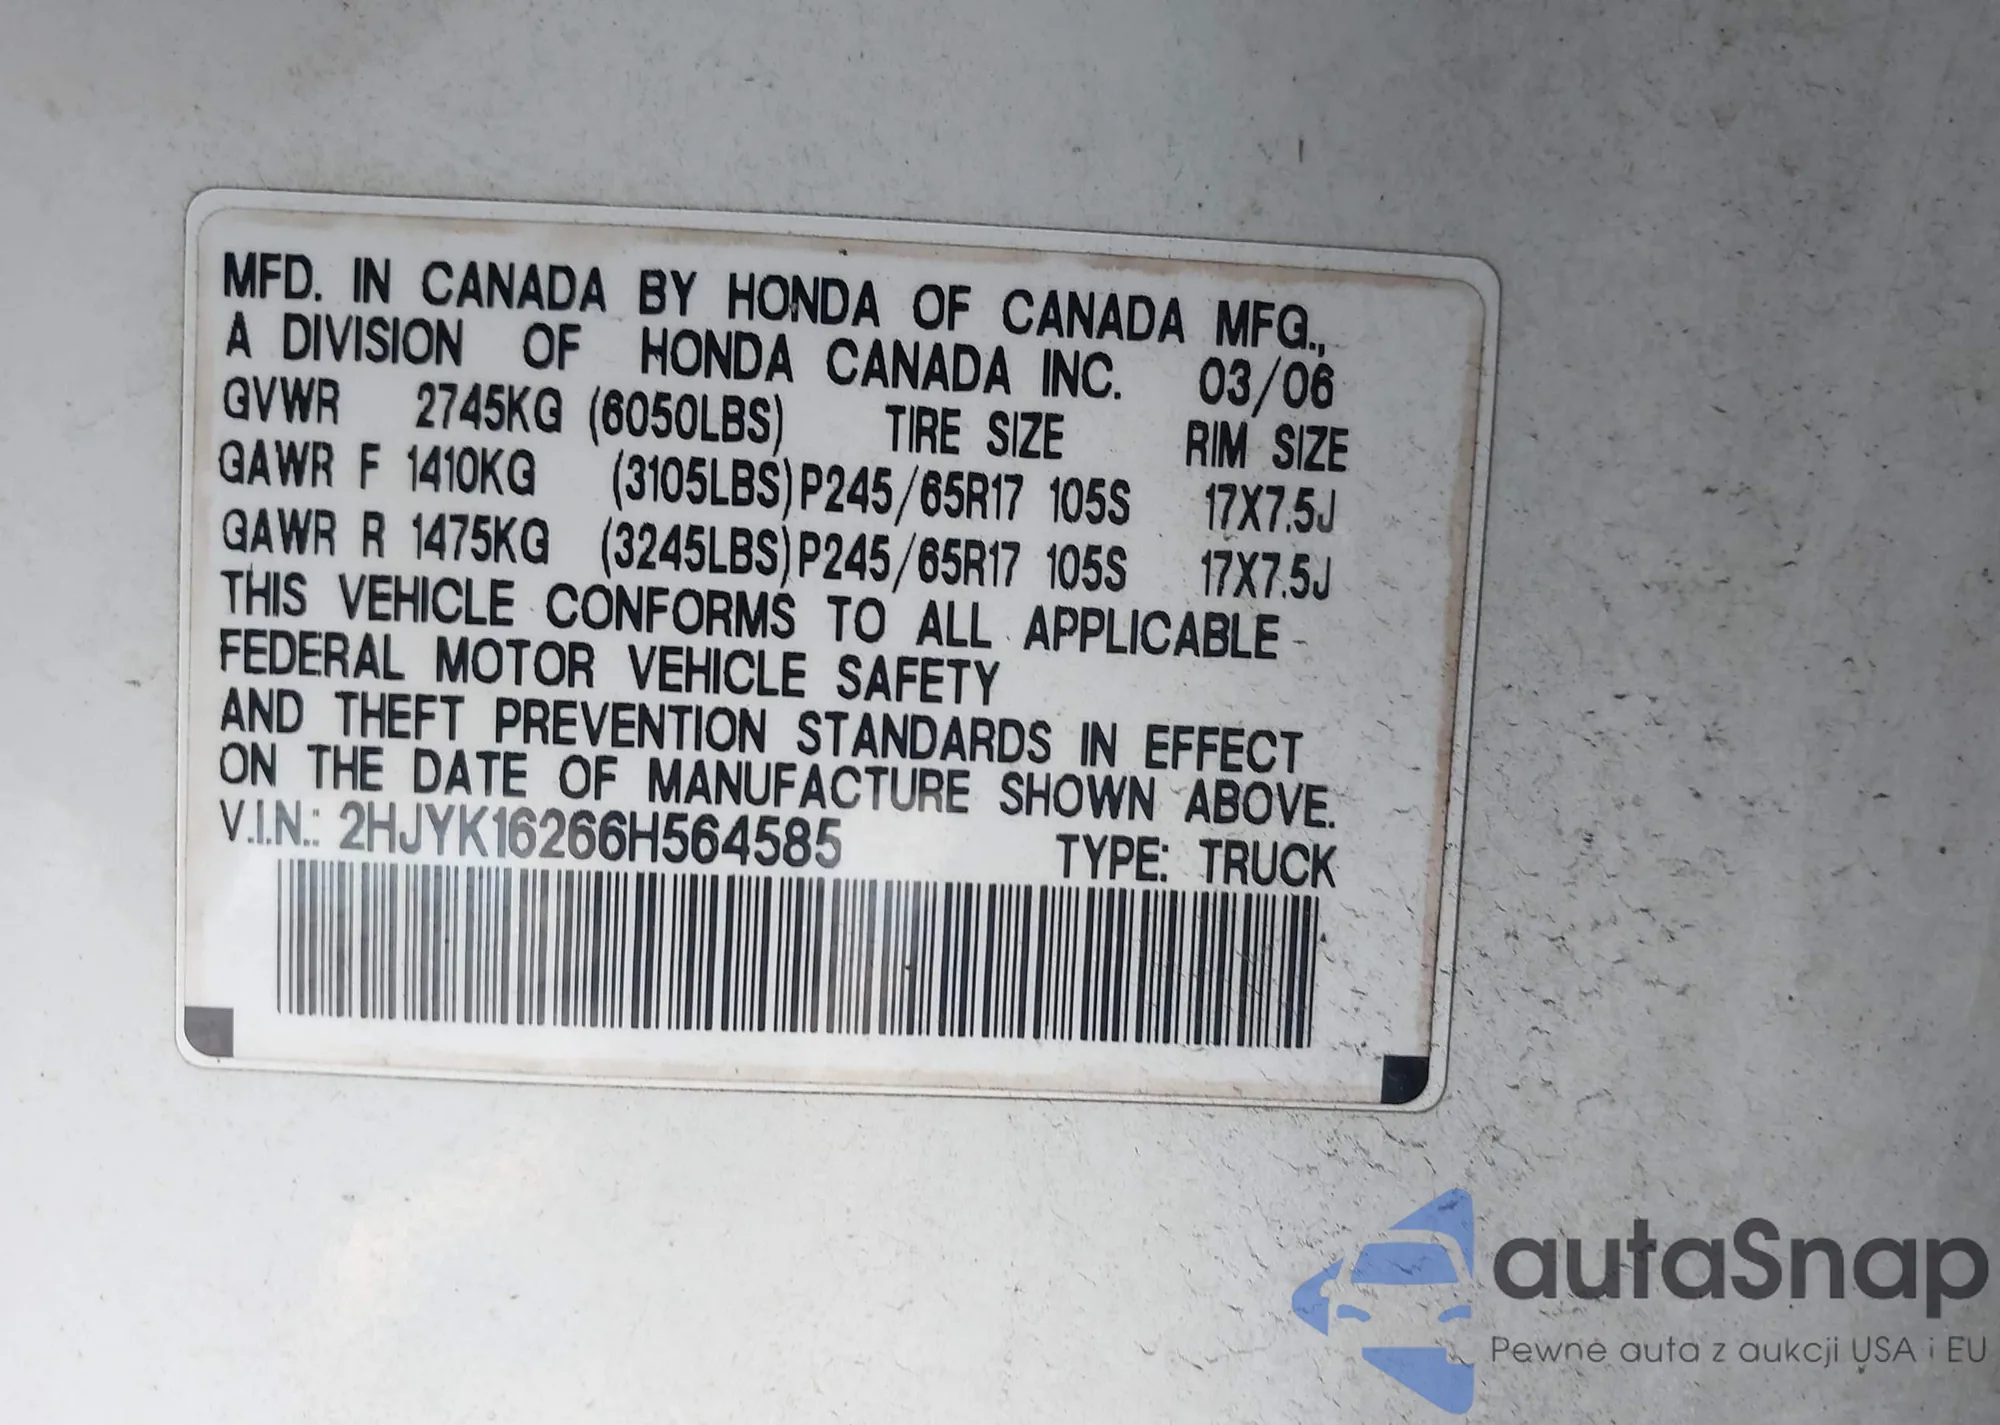 MFD. IN CANADA BY HONDA OF CANADA MFG.,
A DIVISION OF HONDA CANADA INC. 03/06
GVWR 2745KG (6050LBS) TIRE SIZE RIM SIZE
GAWR F 1410KG (3105LBS) P245/65R17 105S 17X7.5J
GAWR R 1475KG (3245LBS) P245/65R17 105S 17X7.5J
THIS VEHICLE CONFORMS TO ALL APPLICABLE
FEDERAL MOTOR VEHICLE SAFETY
AND THEFT PREVENTION STANDARDS IN EFFECT
ON THE DATE OF MANUFACTURE SHOWN ABOVE.
V.I.N.: 2HJYK16266H564585 TYPE: TRUCK
autaSnap
Pewne auta z aukcji USA i EU